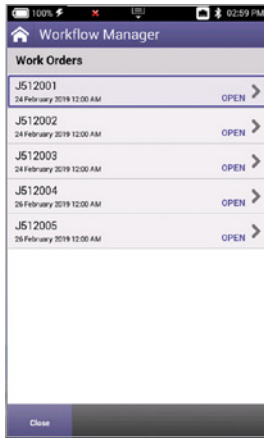 100% 02:59 PM
Workflow Manager
Work Orders
J512001
24 February 2019 12:00 AM OPEN
J512002
24 February 2019 12:00 AM OPEN
J512003
24 February 2019 12:00 AM OPEN
J512004
26 February 2019 12:00 AM OPEN
J512005
26 February 2019 12:00 AM OPEN
Close